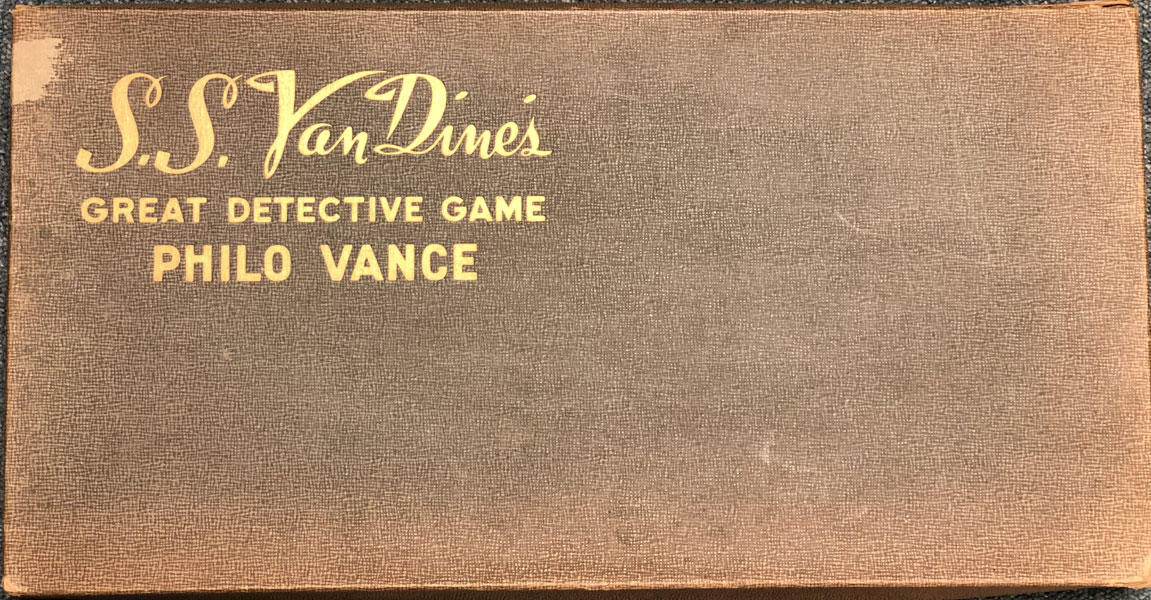 S.S. Van Dine's
GREAT DETECTIVE GAME
PHILO VANCE